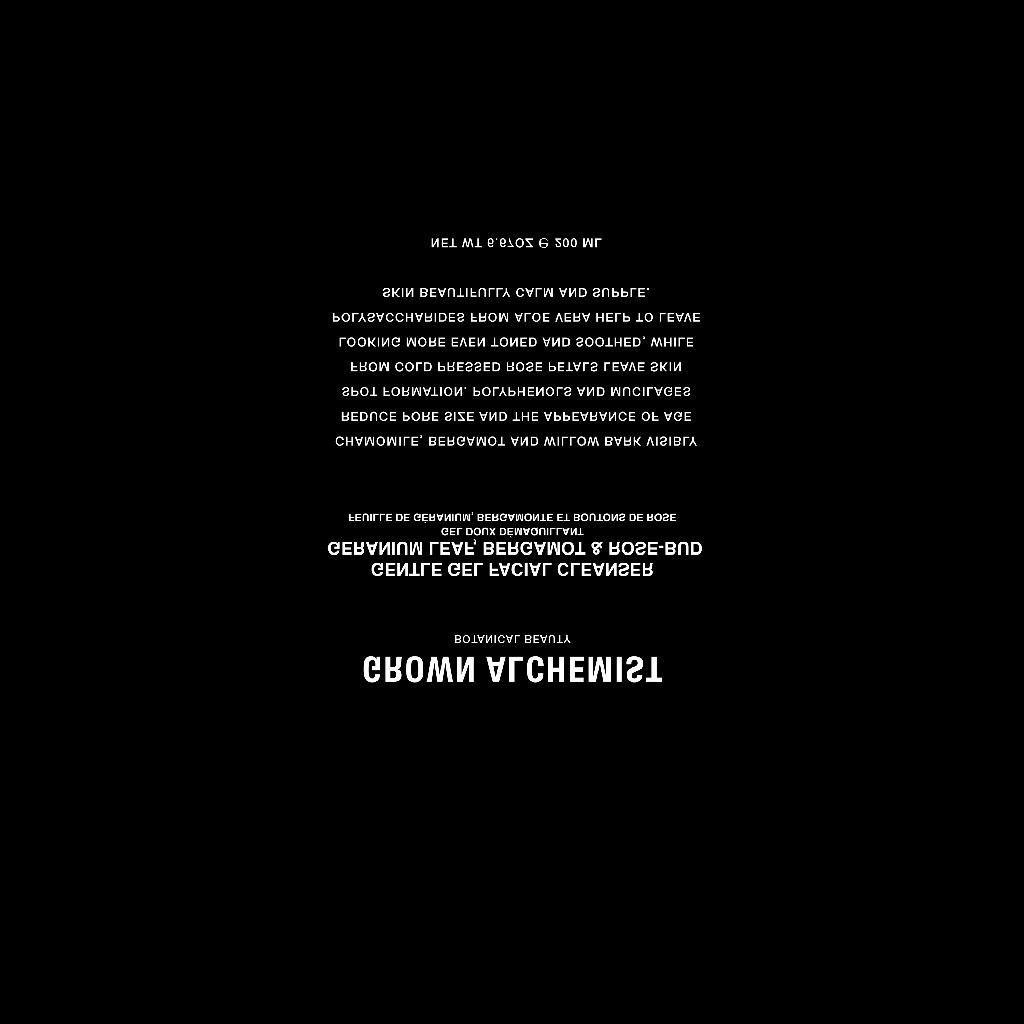 GROWN ALCHEMIST
BOTANICAL BEAUTY
GENTLE GEL FACIAL CLEANSER
GERANIUM LEAF, BERGAMOT & ROSE-BUD
GEL DOUX DÉMAQUILLANT
FEUILLE DE GÉRANIUM, BERGAMONTE ET BOUTONS DE ROSE
CHAMOMILE, BERGAMOT AND WILLOW BARK VISIBLY
REDUCE PORE SIZE AND THE APPEARANCE OF AGE
SPOT FORMATION. POLYPHENOLS AND MUCILAGES
FROM COLD PRESSED ROSE PETALS LEAVE SKIN
LOOKING MORE EVEN TONED AND SOOTHED, WHILE
POLYSACCHARIDES FROM ALOE VERA HELP TO LEAVE
SKIN BEAUTIFULLY CALM AND SUPPLE.
NET WT 6.67OZ ℮ 200 ML